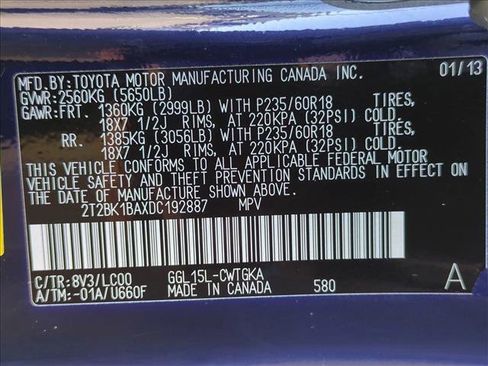 MFD.BY:TOYOTA MOTOR MANUFACTURING CANADA INC. 01/13
GVWR:2560KG (5650LB)
GAWR:FRT. 1360KG (2999LB) WITH P235/60R18 TIRES,
18X7 1/2J RIMS, AT 220KPA (32PSI) COLD.
RR. 1385KG (3056LB) WITH P235/60R18 TIRES,
18X7 1/2J RIMS, AT 220KPA (32PSI) COLD.
THIS VEHICLE CONFORMS TO ALL APPLICABLE FEDERAL MOTOR
VEHICLE SAFETY AND THEFT PREVENTION STANDARDS IN EFFECT ON
THE DATE OF MANUFACTURE SHOWN ABOVE.
2T2BK1BAXDC192887 MPV
C/TR:8V3/LC00 GGL15L-CWTGKA
A/TM:-01A/U660F MADE IN CANADA 580 A